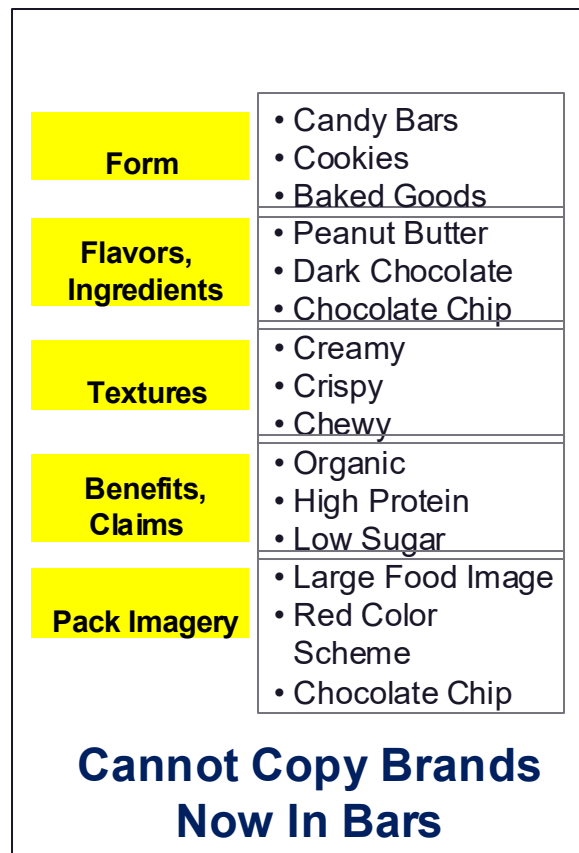 Form
• Candy Bars
• Cookies
• Baked Goods
Flavors,
Ingredients
• Peanut Butter
• Dark Chocolate
• Chocolate Chip
Textures
• Creamy
• Crispy
• Chewy
Benefits,
Claims
• Organic
• High Protein
• Low Sugar
Pack Imagery
• Large Food Image
• Red Color
Scheme
• Chocolate Chip
Cannot Copy Brands
Now In Bars